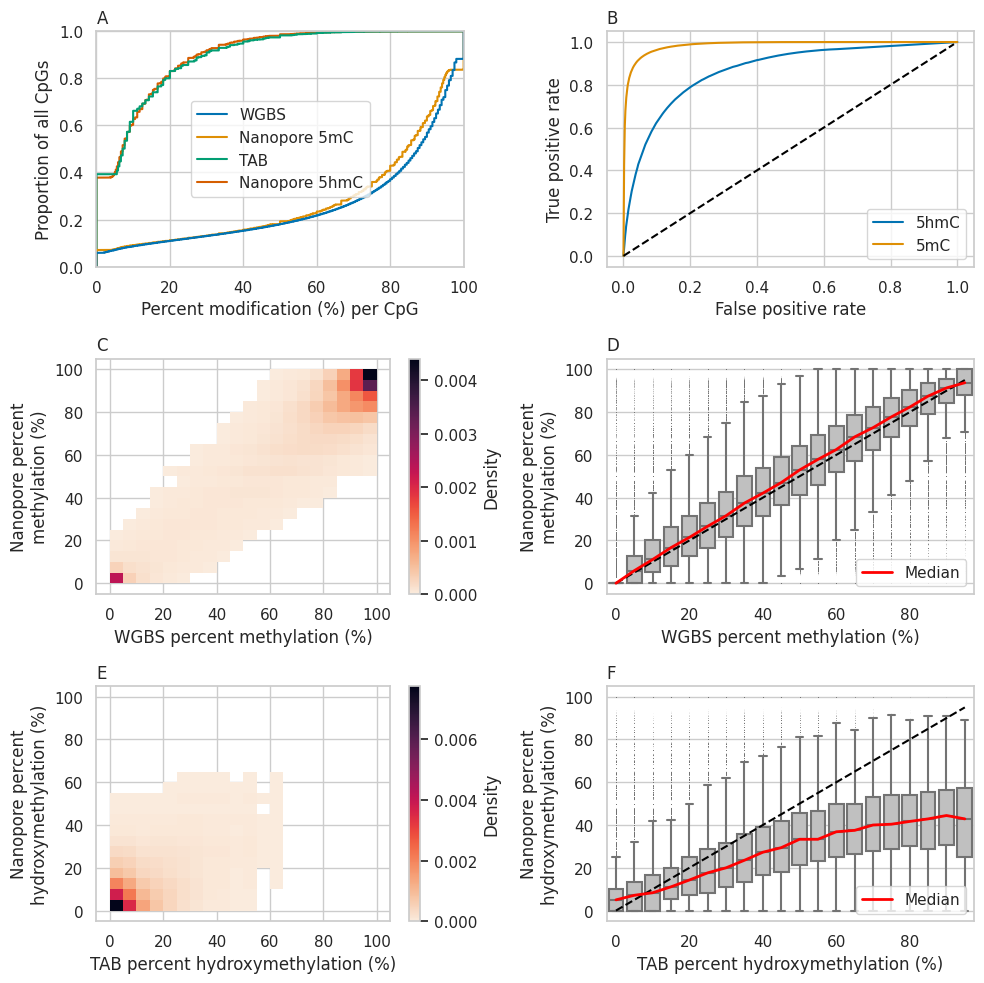 A
1.0
0.8
0.6
0.4
0.2
0.0
Proportion of all CpGs
WGBS
Nanopore 5mC
TAB
Nanopore 5hmC
0
20
40
60
80
100
Percent modification (%) per CpG
B
1.0
0.8
0.6
0.4
0.2
0.0
True positive rate
5hmC
5mC
0.0
0.2
0.4
0.6
0.8
1.0
False positive rate
C
100
80
60
40
20
0
Nanopore percent
methylation (%)
0
20
40
60
80
100
WGBS percent methylation (%)
0.004
0.003
0.002
0.001
0.000
Density
D
100
80
60
40
20
0
Nanopore percent
methylation (%)
Median
0
20
40
60
80
WGBS percent methylation (%)
E
100
80
60
40
20
0
Nanopore percent
hydroxymethylation (%)
0
20
40
60
80
100
TAB percent hydroxymethylation (%)
0.006
0.004
0.002
0.000
Density
F
100
80
60
40
20
0
Nanopore percent
hydroxymethylation (%)
Median
0
20
40
60
80
TAB percent hydroxymethylation (%)